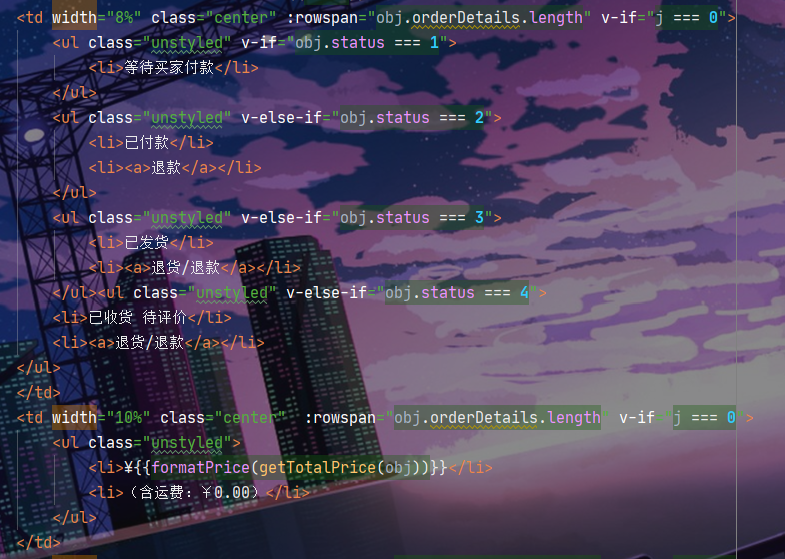 <td width="8%" class="center" :rowspan="obj.orderDetails.length" v-if="j === 0">
<ul class="unstyled" v-if="obj.status === 1">
<li>等待买家付款</li>
</ul>
<ul class="unstyled" v-else-if="obj.status === 2">
<li>已付款</li>
<li><a>退款</a></li>
</ul>
<ul class="unstyled" v-else-if="obj.status === 3">
<li>已发货</li>
<li><a>退货/退款</a></li>
</ul><ul class="unstyled" v-else-if="obj.status === 4">
<li>已收货 待评价</li>
<li><a>退货/退款</a></li>
</ul>
</td>
<td width="10%" class="center" :rowspan="obj.orderDetails.length" v-if="j === 0">
<ul class="unstyled">
<li>¥{{formatPrice(getTotalPrice(obj))}}</li>
<li>（含运费：￥0.00）</li>
</ul>
</td>